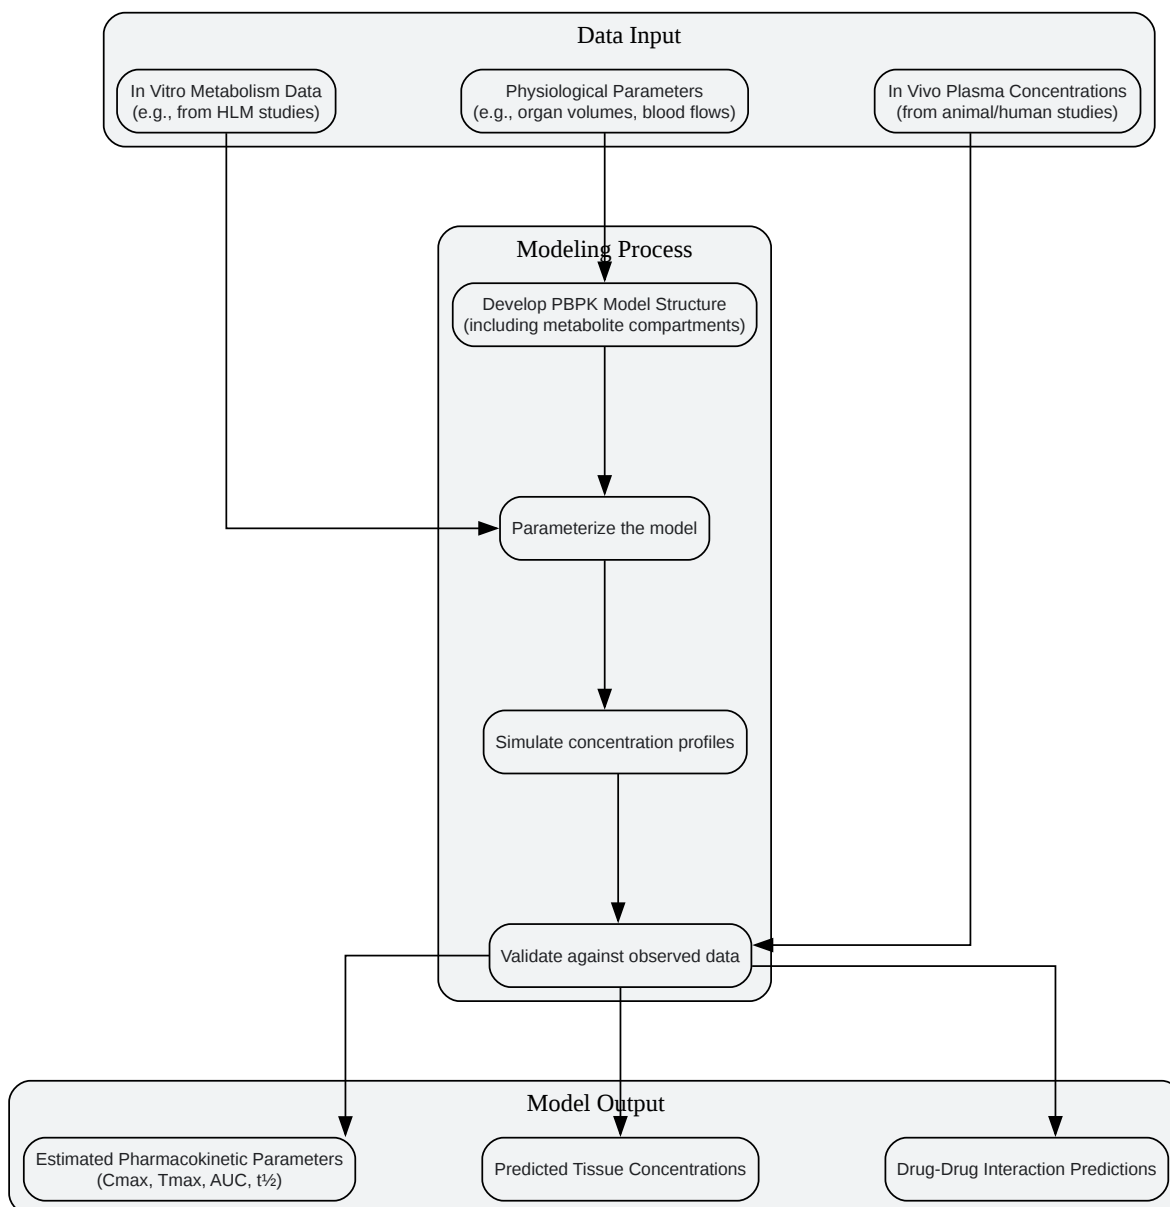 Data Input
In Vitro Metabolism Data
(e.g., from HLM studies)
Physiological Parameters
(e.g., organ volumes, blood flows)
In Vivo Plasma Concentrations
(from animal/human studies)
Modeling Process
Develop PBPK Model Structure
(including metabolite compartments)
Parameterize the model
Simulate concentration profiles
Validate against observed data
Model Output
Estimated Pharmacokinetic Parameters
(Cmax, Tmax, AUC, t½)
Predicted Tissue Concentrations
Drug-Drug Interaction Predictions